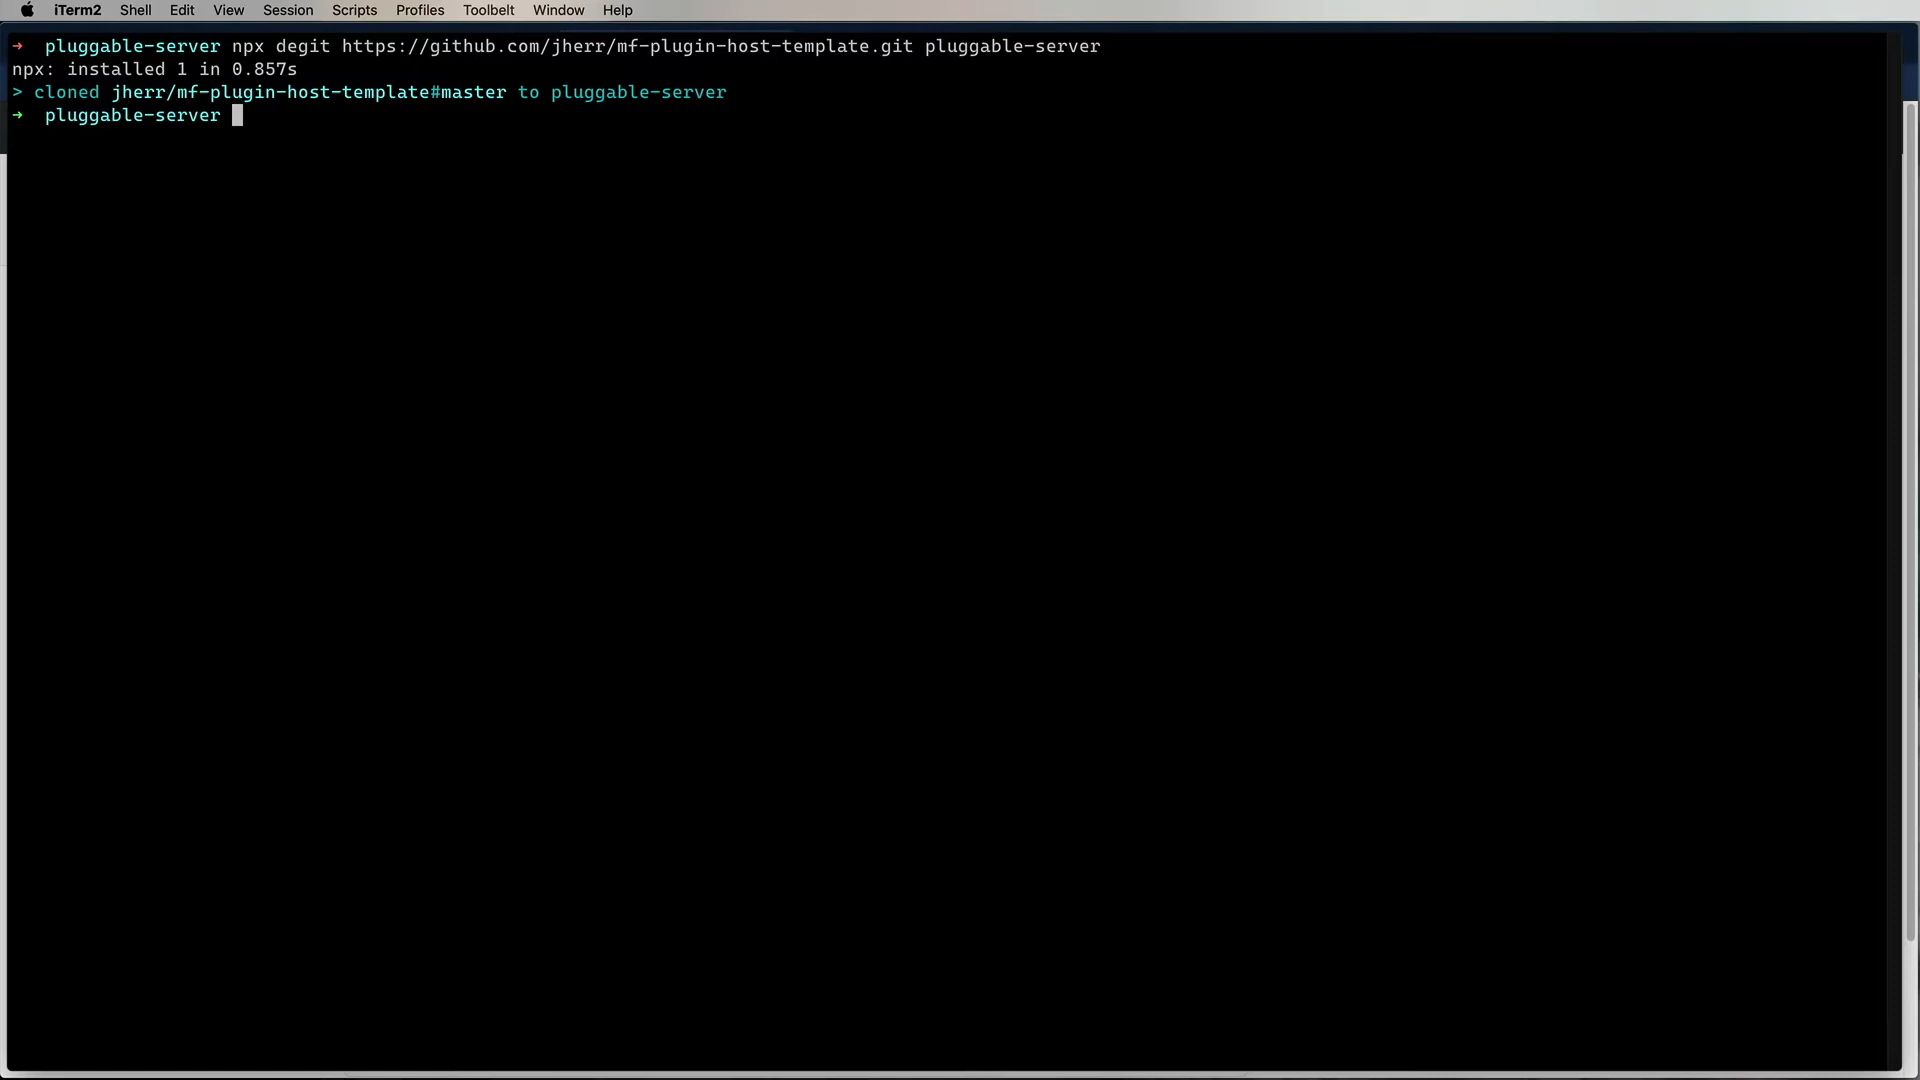 iTerm2 Shell Edit View Session Scripts Profiles Toolbelt Window Help
➜ pluggable-server npx degit https://github.com/jherr/mf-plugin-host-template.git pluggable-server
npx: installed 1 in 0.857s
> cloned jherr/mf-plugin-host-template#master to pluggable-server
➜ pluggable-server